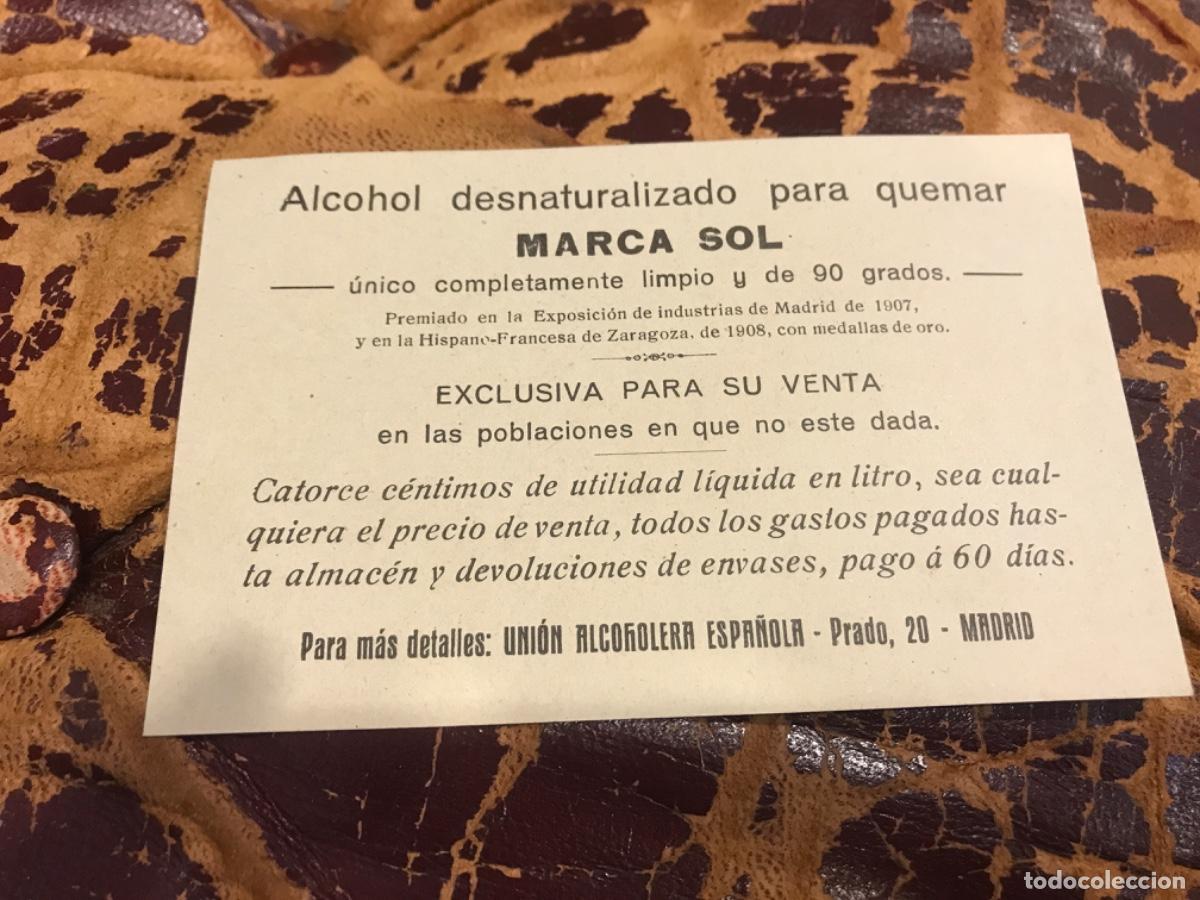 Alcohol desnaturalizado para quemar
MARCA SOL
único completamente limpio y de 90 grados.
Premiado en la Exposición de industrias de Madrid de 1907,
y en la Hispano-Francesa de Zaragoza, de 1908, con medallas de oro.
EXCLUSIVA PARA SU VENTA
en las poblaciones en que no este dada.
Catorce céntimos de utilidad líquida en litro, sea cual-
quiera el precio de venta, todos los gastos pagados has-
ta almacén y devoluciones de envases, pago á 60 días.
Para más detalles: UNIÓN ALCOHOLERA ESPAÑOLA - Prado, 20 - MADRID
todocoleccion